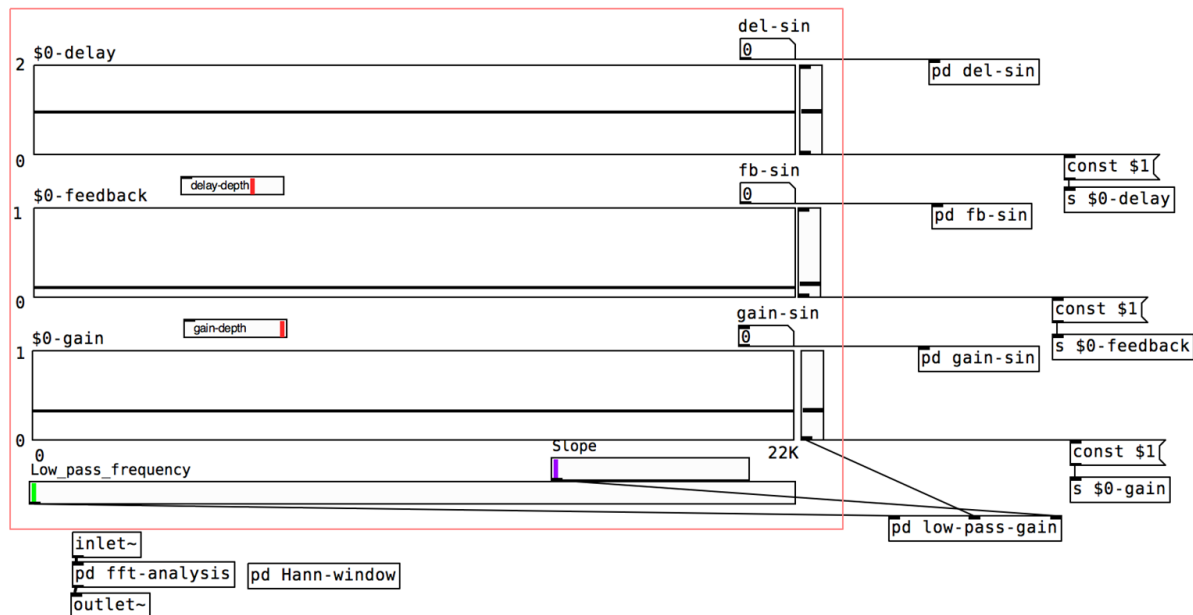 del-sin
$0-delay
0
2
pd del-sin
0
const $1
delay-depth
fb-sin
s $0-delay
$0-feedback
0
1
pd fb-sin
0
const $1
gain-depth
gain-sin
$0-gain
0
s $0-feedback
1
pd gain-sin
0
Slope
const $1
0
22K
Low_pass_frequency
s $0-gain
pd low-pass-gain
inlet~
pd fft-analysis
pd Hann-window
outlet~